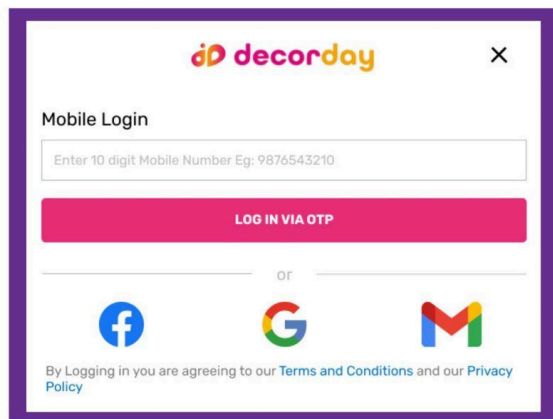 decorday
Mobile Login
Enter 10 digit Mobile Number Eg: 9876543210
LOG IN VIA OTP
or
By Logging in you are agreeing to our Terms and Conditions and our Privacy
Policy